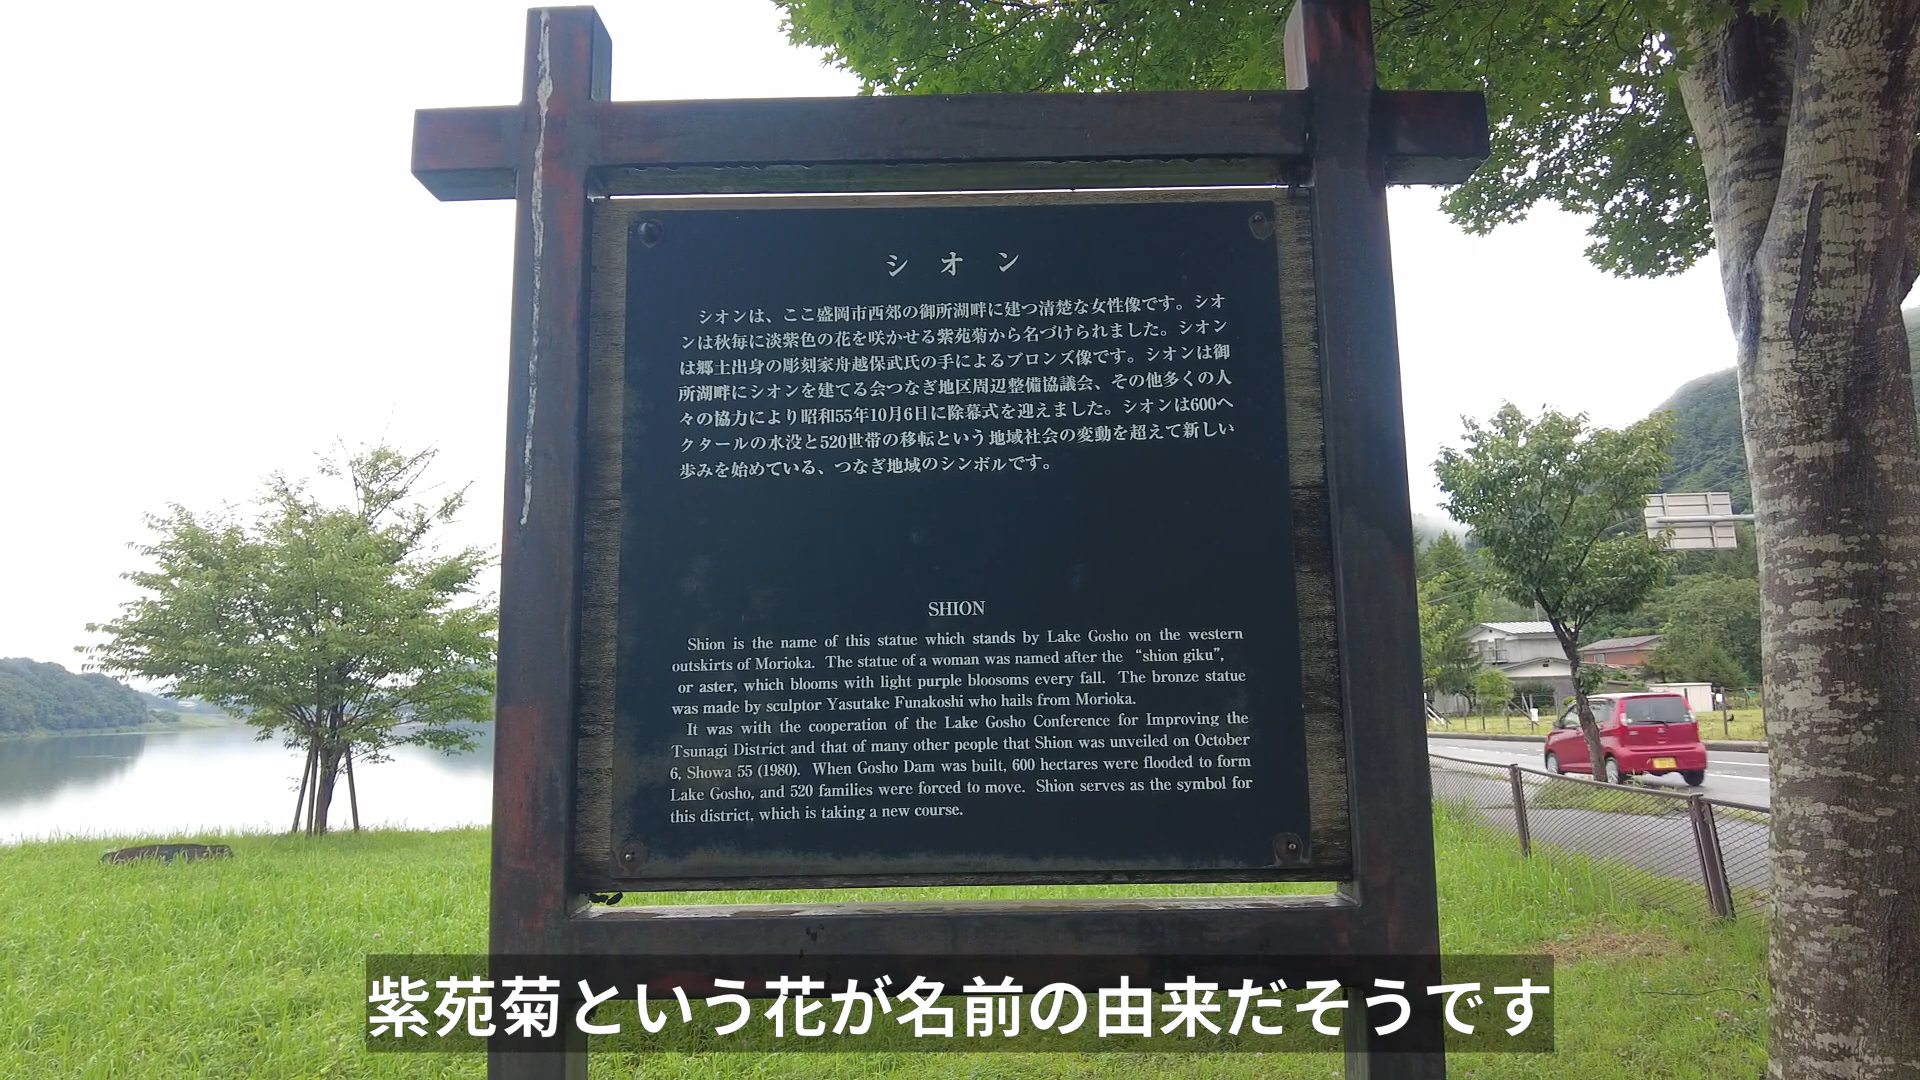 シオン
シオンは、ここ盛岡市西郊の御所湖畔に建つ清楚な女性像です。シオ
ンは秋毎に淡紫色の花を咲かせる紫苑菊から名づけられました。シオン
は郷土出身の彫刻家舟越保武氏の手によるブロンズ像です。シオンは御
所湖畔にシオンを建てる会つなぎ地区周辺整備協議会、その他多くの人
々の協力により昭和55年10月6日に除幕式を迎えました。シオンは600ヘ
クタールの水没と520世帯の移転という地域社会の変動を超えて新しい
歩みを始めている、つなぎ地域のシンボルです。
SHION
Shion is the name of this statue which stands by Lake Gosho on the western
outskirts of Morioka. The statue of a woman was named after the “shion giku”,
or aster, which blooms with light purple bloosoms every fall. The bronze statue
was made by sculptor Yasutake Funakoshi who hails from Morioka.
It was with the cooperation of the Lake Gosho Conference for Improving the
Tsunagi District and that of many other people that Shion was unveiled on October
6, Showa 55 (1980). When Gosho Dam was built, 600 hectares were flooded to form
Lake Gosho, and 520 families were forced to move. Shion serves as the symbol for
this district, which is taking a new course.
紫苑菊という花が名前の由来だそうです